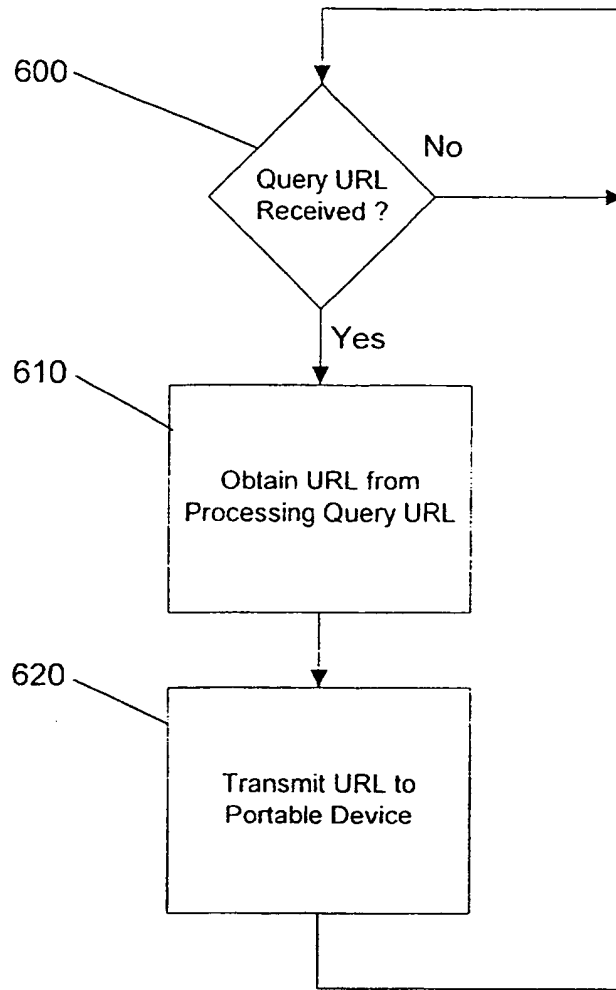 600
No
Query URL
Received ?
Yes
610
Obtain URL from
Processing Query URL
620
Transmit URL to
Portable Device